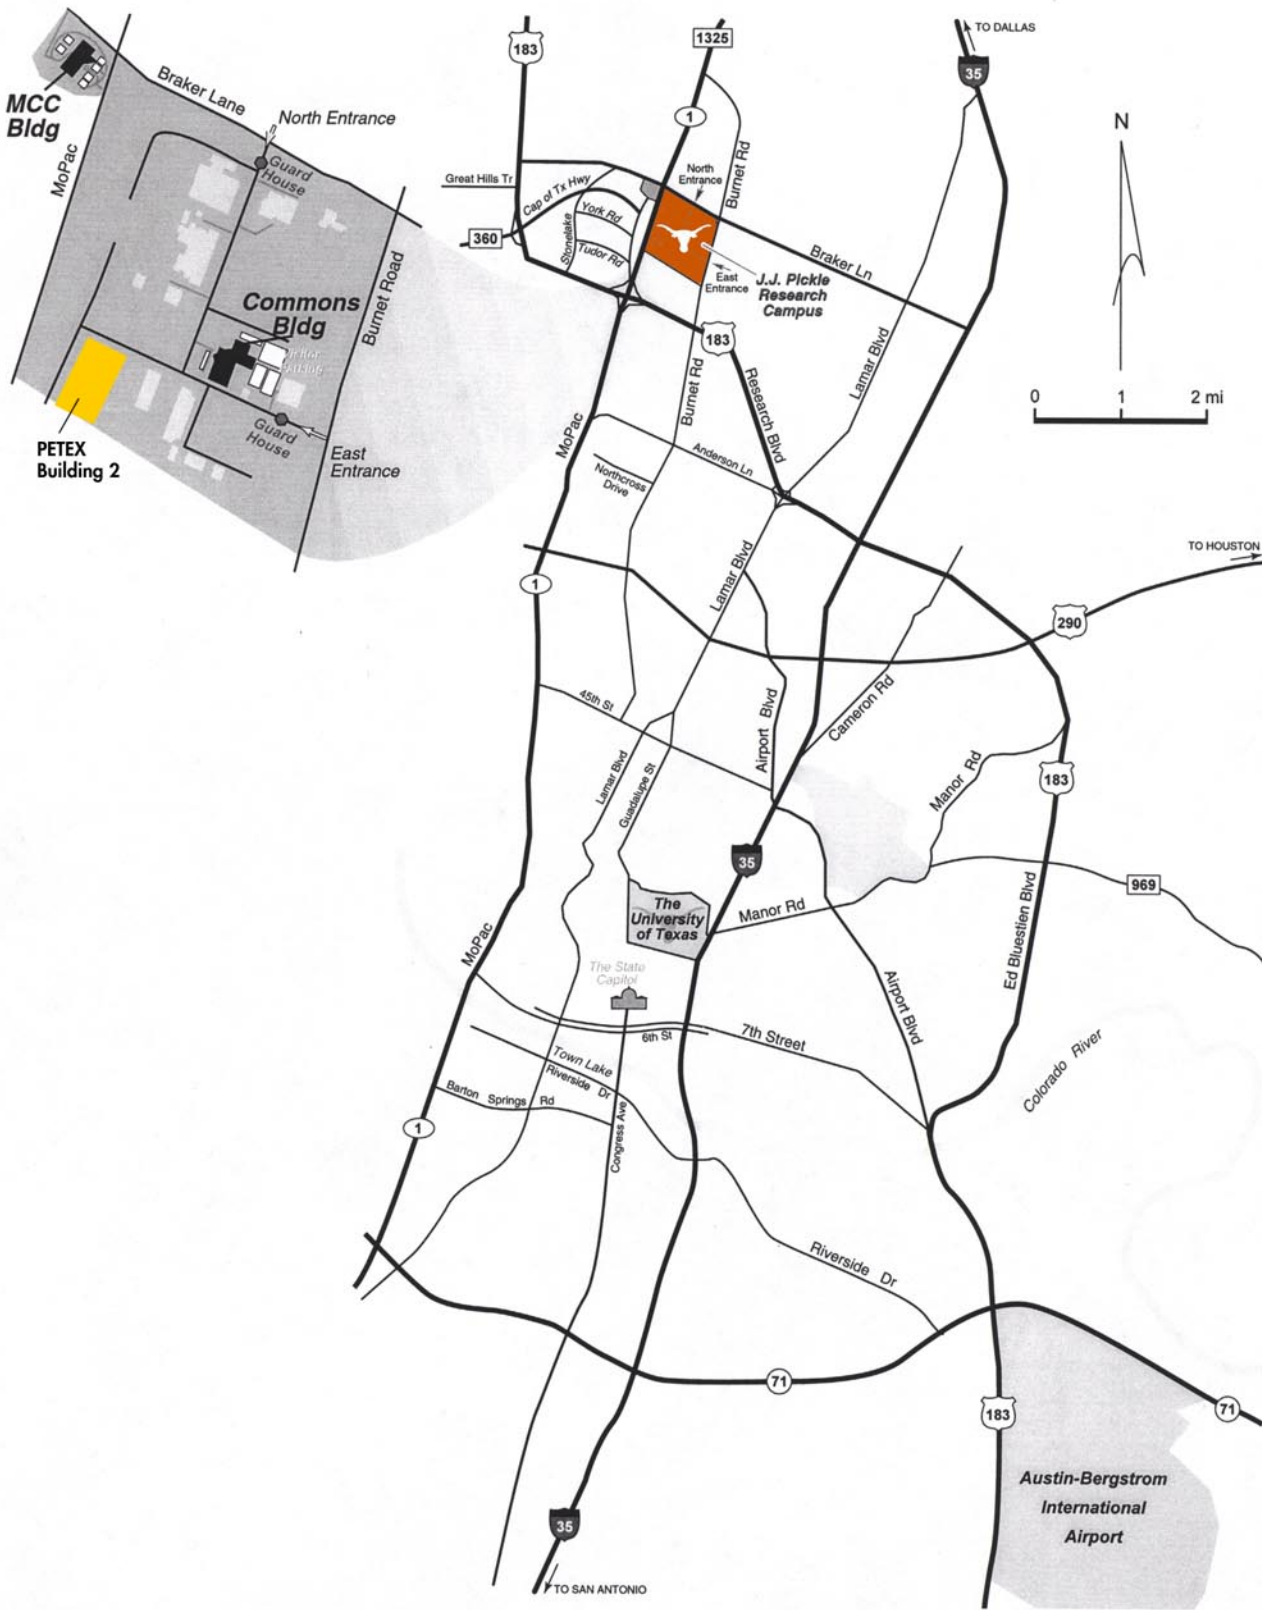 TO DALLAS
183
1325
35
MCC
Bldg
Braker Lane
North Entrance
1
N
MoPac
Guard
House
Great Hills Tr
Cap of Tx Hwy
North
Entrance
Burnet Rd
York Rd
360
Stonelake
Tudor Rd
Braker Ln
East
Entrance
J.J. Pickle
Research
Campus
Burnet Road
Commons
Bldg
Visitor
Parking
183
Lamar Blvd
0 1 2 mi
Burnet Rd
Research Blvd
PETEX
Building 2
Guard
House
East
Entrance
MoPac
Anderson Ln
Northcross
Drive
TO HOUSTON
1
Lamar Blvd
290
45th St
Airport Blvd
Cameron Rd
Lamar Blvd
Guadalupe St
Manor Rd
183
35
969
The
University
of Texas
Manor Rd
Ed Bluestien Blvd
MoPac
The State
Capitol
Airport Blvd
6th St
7th Street
Town Lake
Riverside Dr
Colorado River
Barton Springs Rd
1
Congress Ave
Riverside Dr
71
183
71
Austin-Bergstrom
International
Airport
35
TO SAN ANTONIO